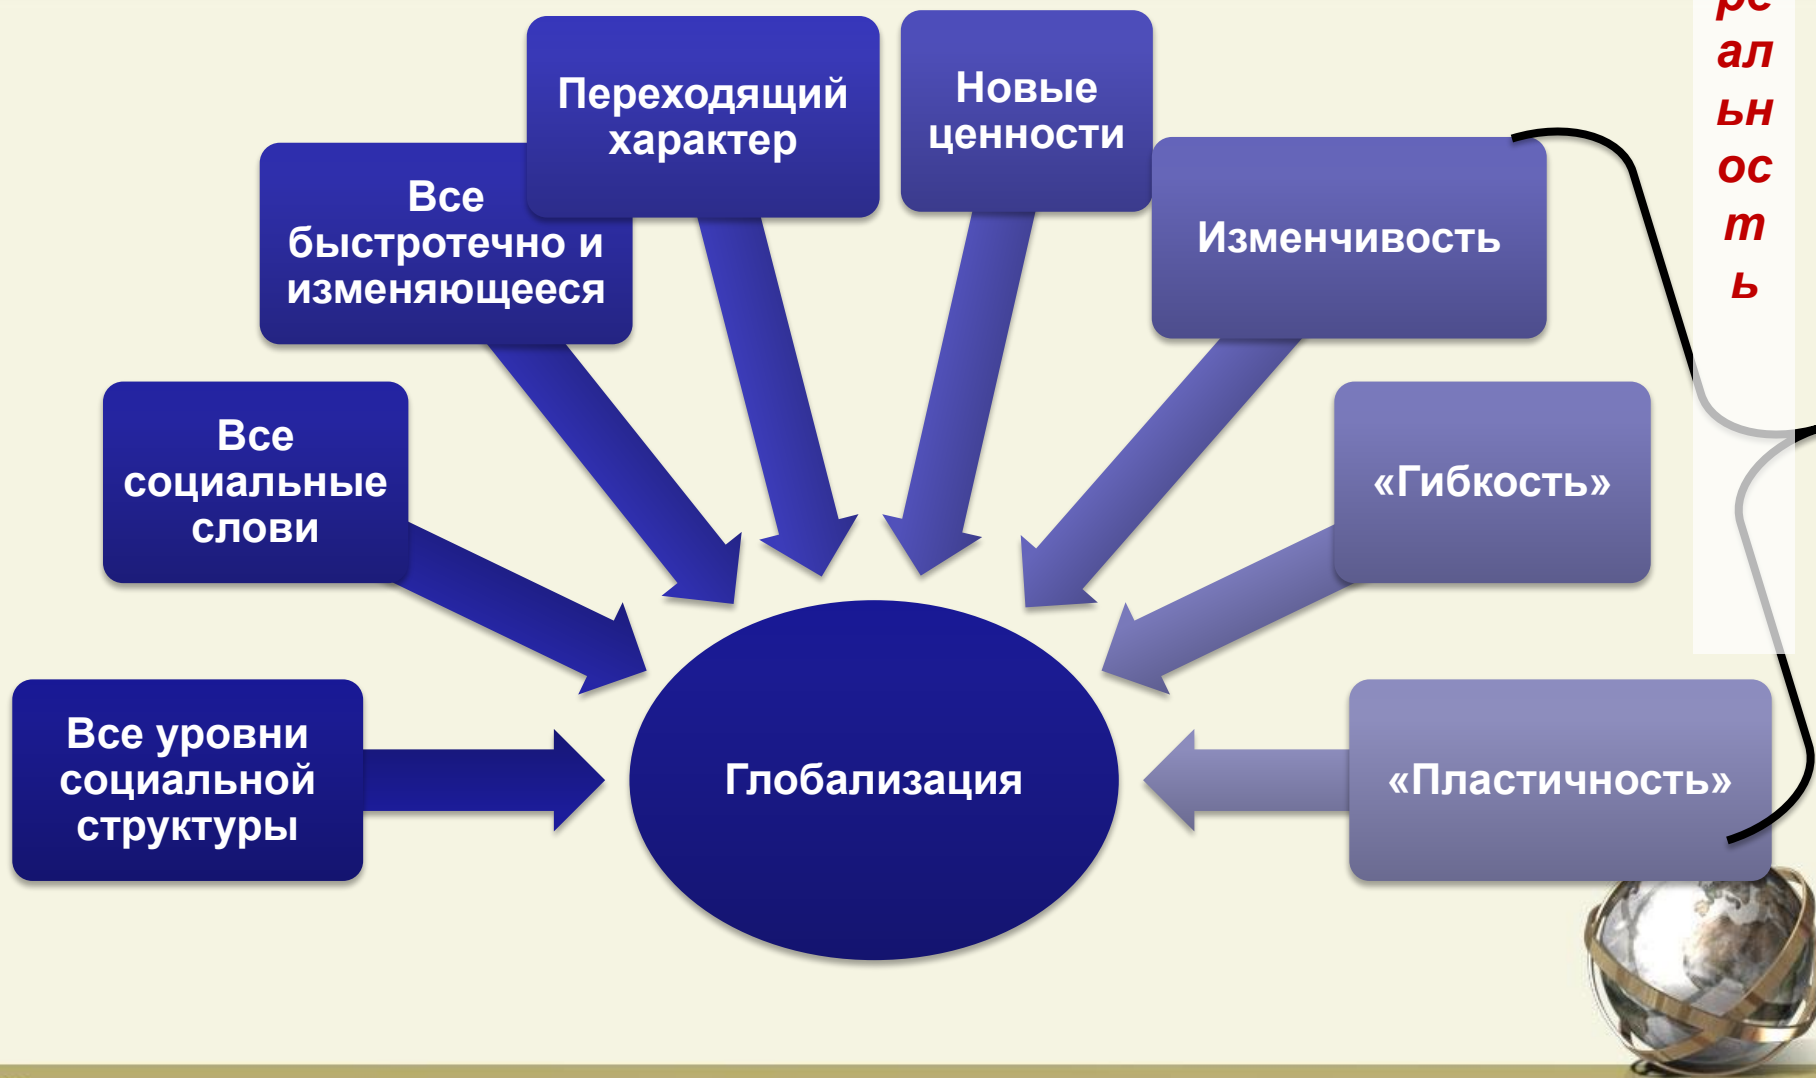 Переходящий
характер
Новые
ценности
Все
быстротечно и
изменяющееся
Изменчивость
Все
социальные
слови
«Гибкость»
Все уровни
социальной
структуры
Глобализация
«Пластичность»
рс
ал
ьн
ос
т
ь